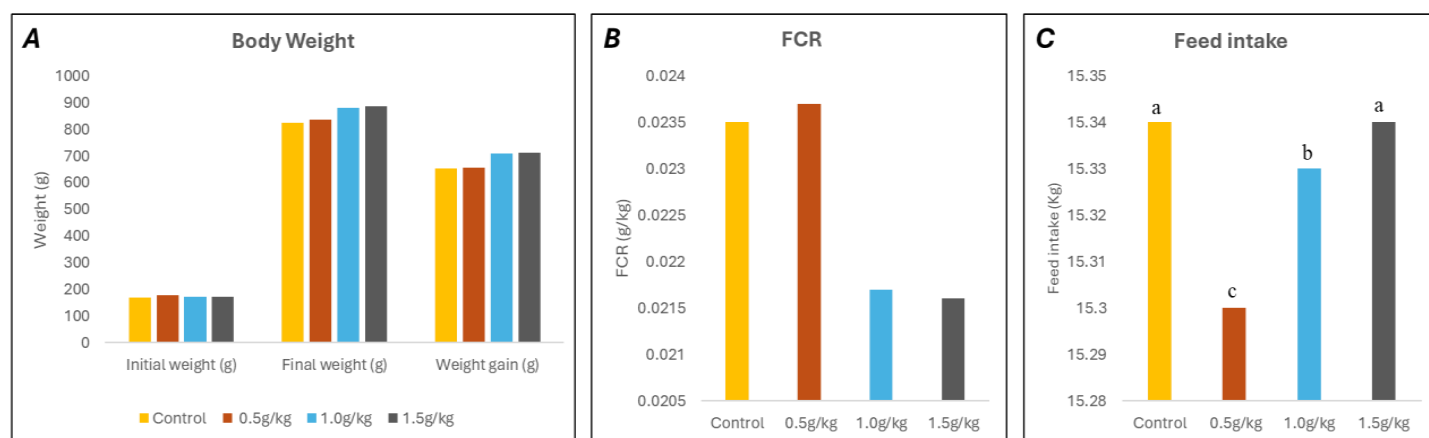 A
Body Weight
1000
900
800
700
600
500
400
300
200
100
0
Weight (g)
Initial weight (g) Final weight (g) Weight gain (g)
Control 0.5g/kg 1.0g/kg 1.5g/kg
B
FCR
0.024
0.0235
0.023
0.0225
0.022
0.0215
0.021
0.0205
FCR (g/kg)
Control 0.5g/kg 1.0g/kg 1.5g/kg
C
Feed intake
15.35
15.34
15.33
15.32
15.31
15.3
15.29
15.28
Feed intake (Kg)
a
c
b
a
Control 0.5g/kg 1.0g/kg 1.5g/kg